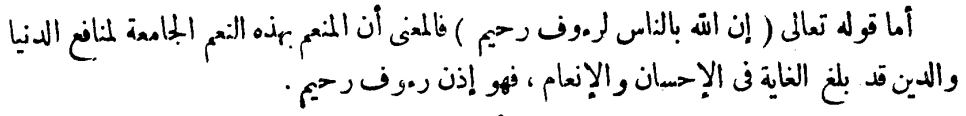 أما قوله تعالى ( إن الله بالناس لرءوف رحيم ) فالمعنى أن المنعم بهذه النعم الجامعة لمنافع الدنيا
والدين قد بلغ الغاية فى الإحسان والإنعام ، فهو إذن رءوف رحيم .